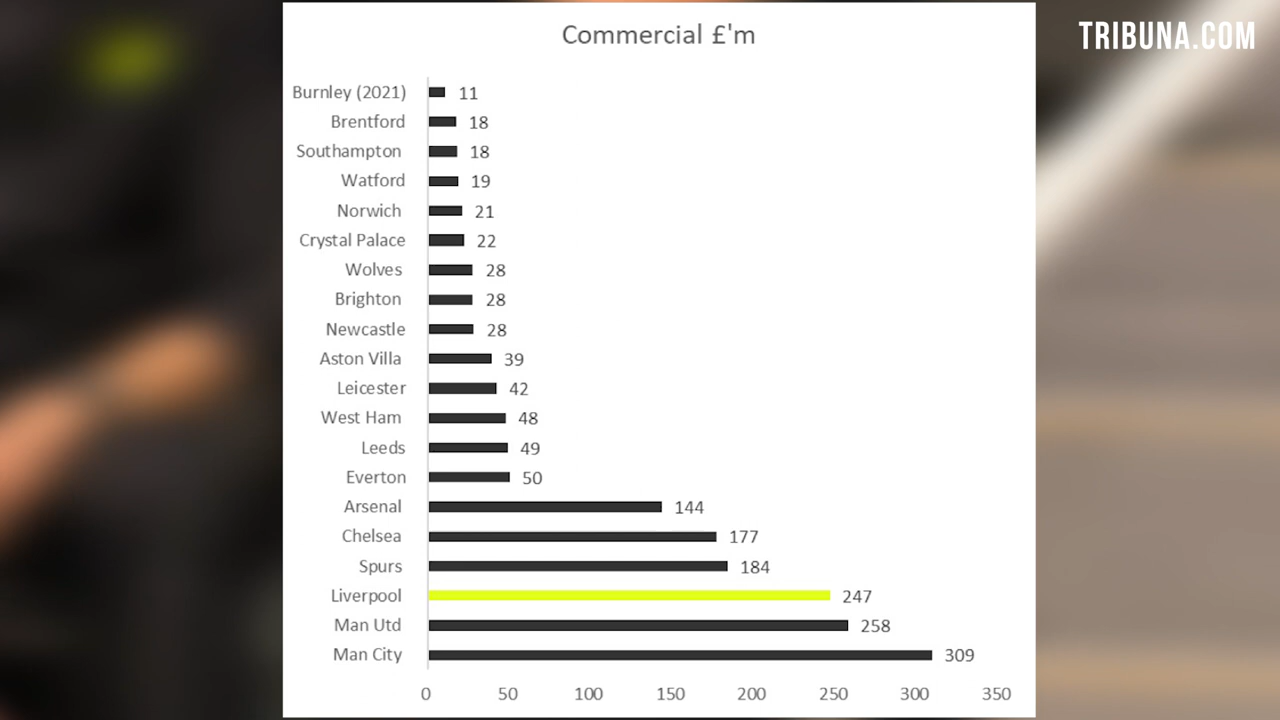 Commercial £'m
TRIBUNA.COM
Burnley (2021) 11
Brentford 18
Southampton 18
Watford 19
Norwich 21
Crystal Palace 22
Wolves 28
Brighton 28
Newcastle 28
Aston Villa 39
Leicester 42
West Ham 48
Leeds 49
Everton 50
Arsenal 144
Chelsea 177
Spurs 184
Liverpool 247
Man Utd 258
Man City 309
0 50 100 150 200 250 300 350